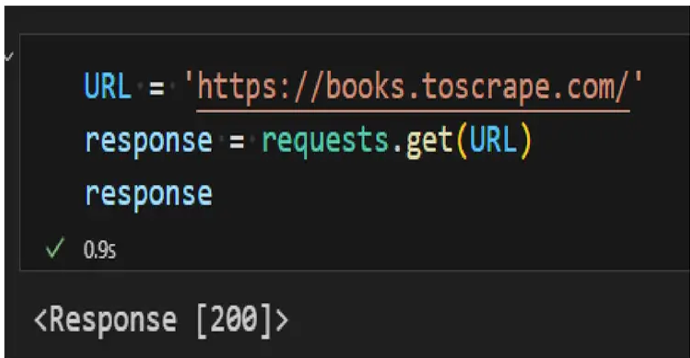 URL = 'https://books.toscrape.com/'
response = requests.get(URL)
response
0.9s
<Response [200]>